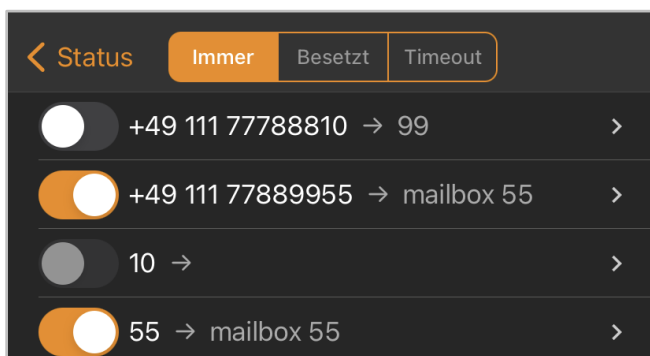 Status Immer Besetzt Timeout
+49 111 77788810 → 99
+49 111 77889955 → mailbox 55
10 →
55 → mailbox 55